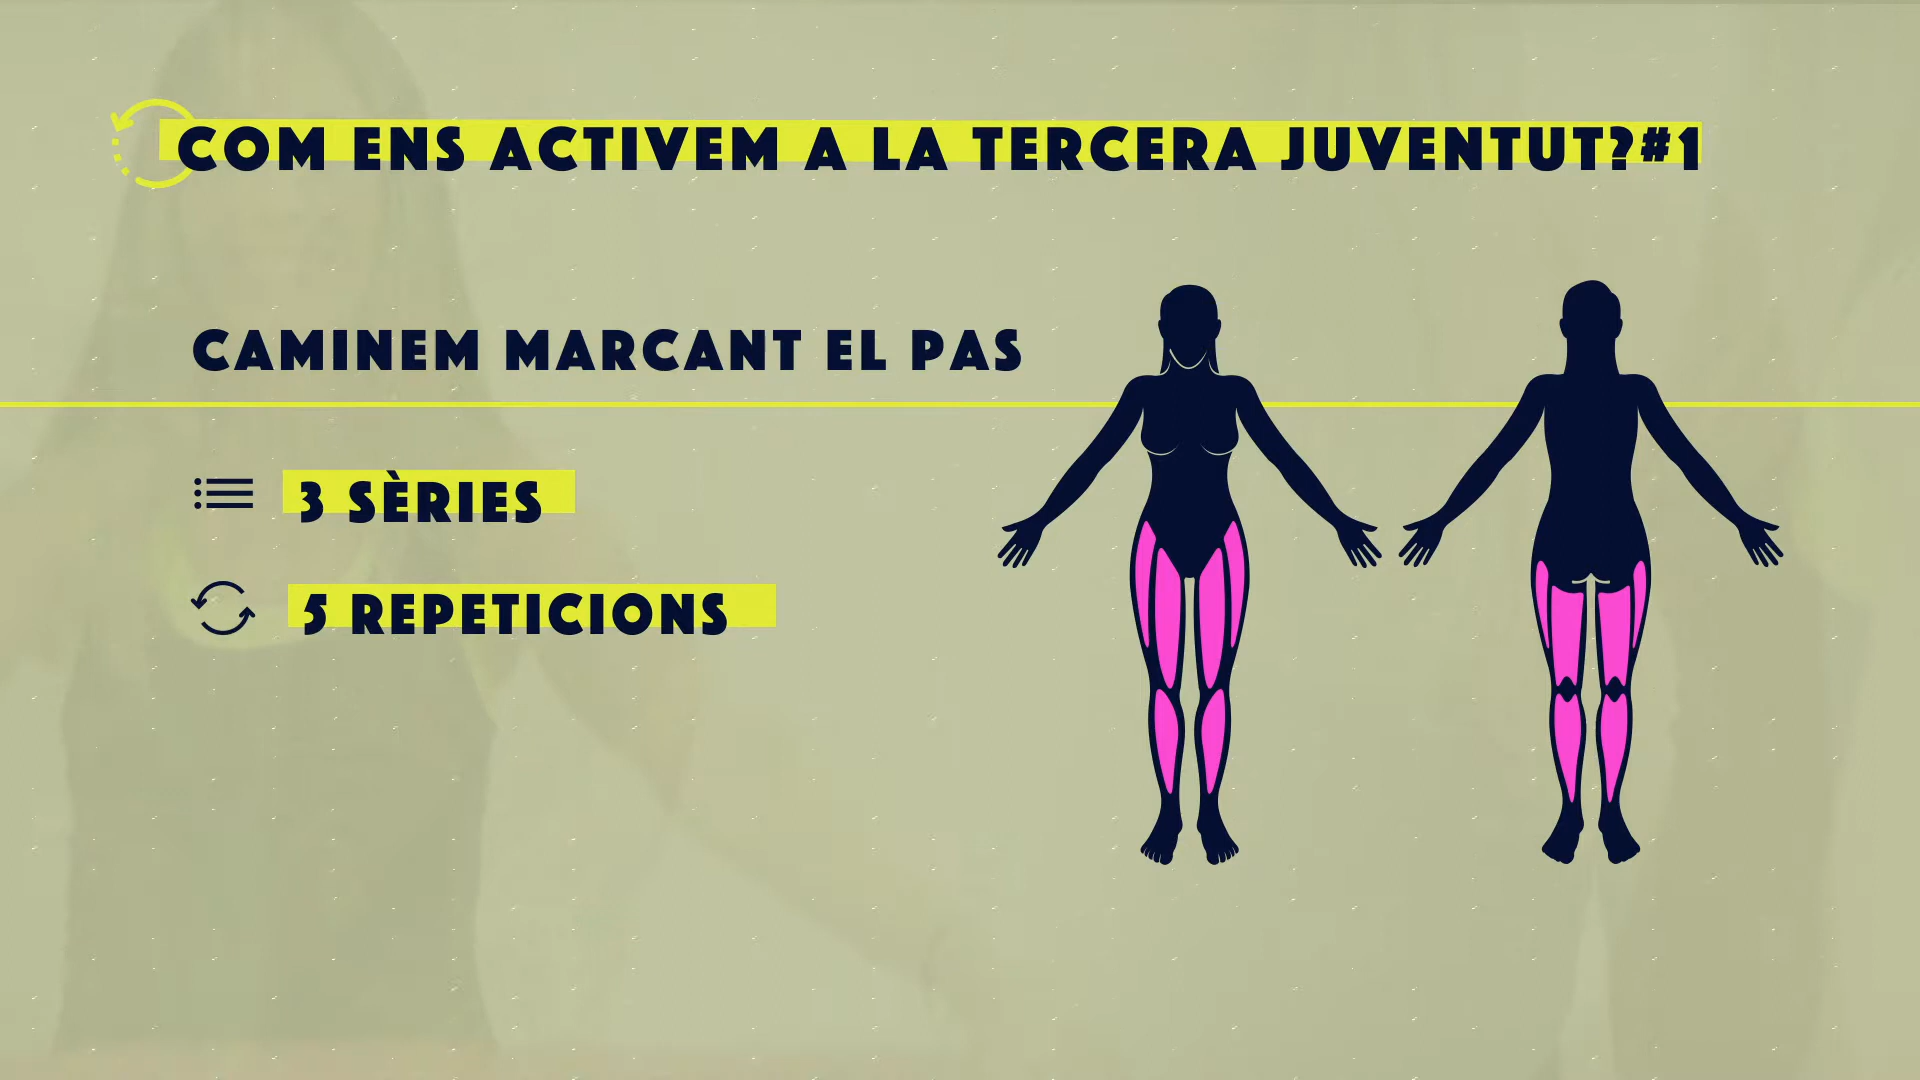 COM ENS ACTIVEM A LA TERCERA JUVENTUT?#1
CAMINEM MARCANT EL PAS
3 SÈRIES
5 REPETICIONS